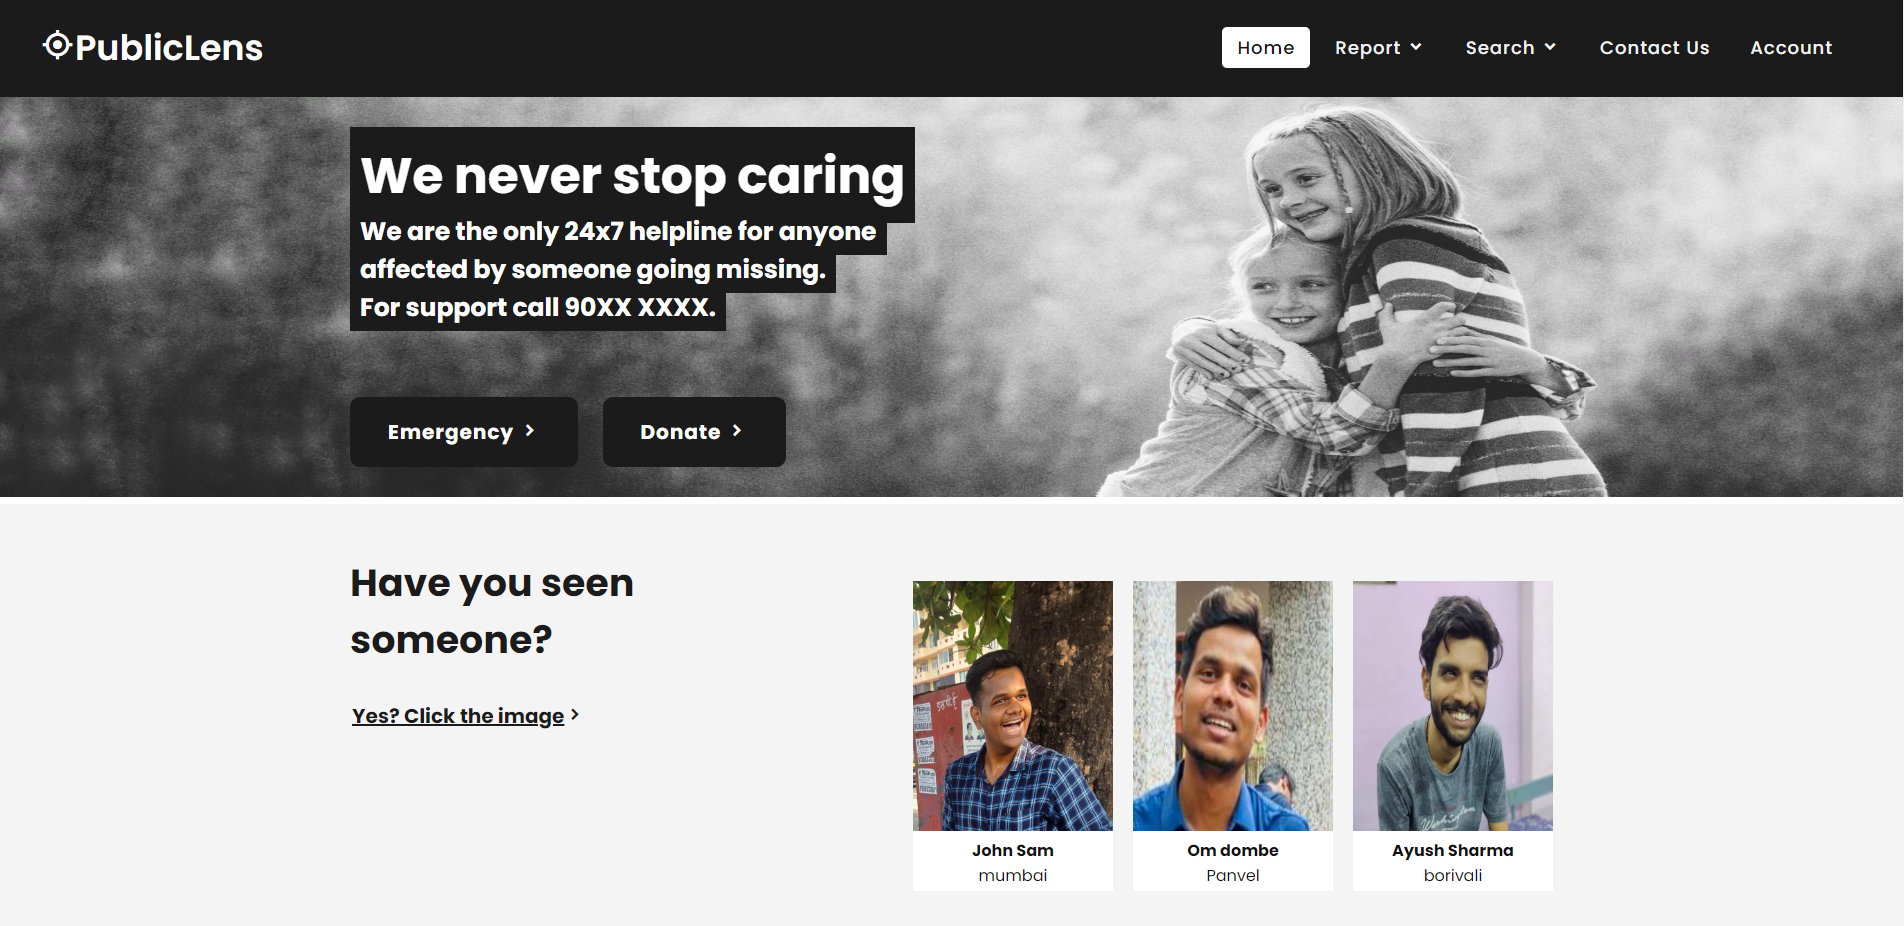 PublicLens
Home
Report
Search
Contact Us
Account
We never stop caring
We are the only 24x7 helpline for anyone
affected by someone going missing.
For support call 90XX XXXX.
Emergency
Donate
Have you seen
someone?
Yes? Click the image
John Sam
mumbai
Om dombe
Panvel
Ayush Sharma
borivali